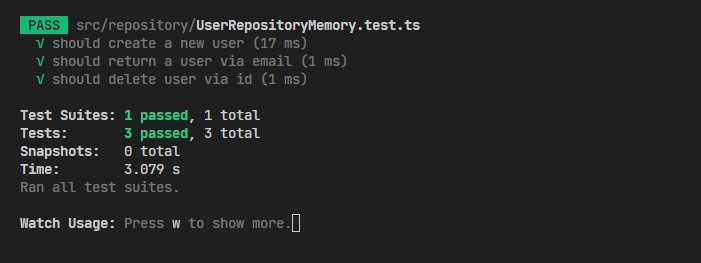 PASS src/repository/UserRepositoryMemory.test.ts
√ should create a new user (17 ms)
√ should return a user via email (1 ms)
√ should delete user via id (1 ms)
Test Suites: 1 passed, 1 total
Tests: 3 passed, 3 total
Snapshots: 0 total
Time: 3.079 s
Ran all test suites.
Watch Usage: Press w to show more.